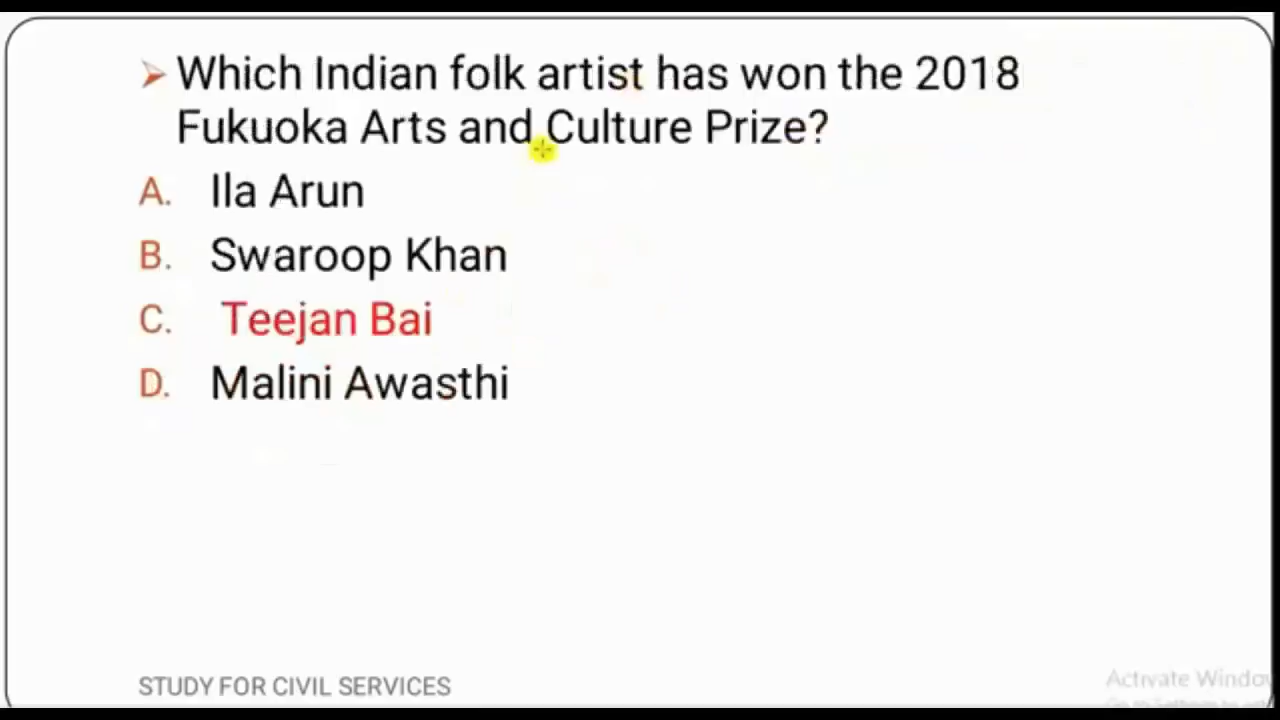 Which Indian folk artist has won the 2018
Fukuoka Arts and Culture Prize?
A. Ila Arun
B. Swaroop Khan
C. Teejan Bai
D. Malini Awasthi
STUDY FOR CIVIL SERVICES
Activate Window